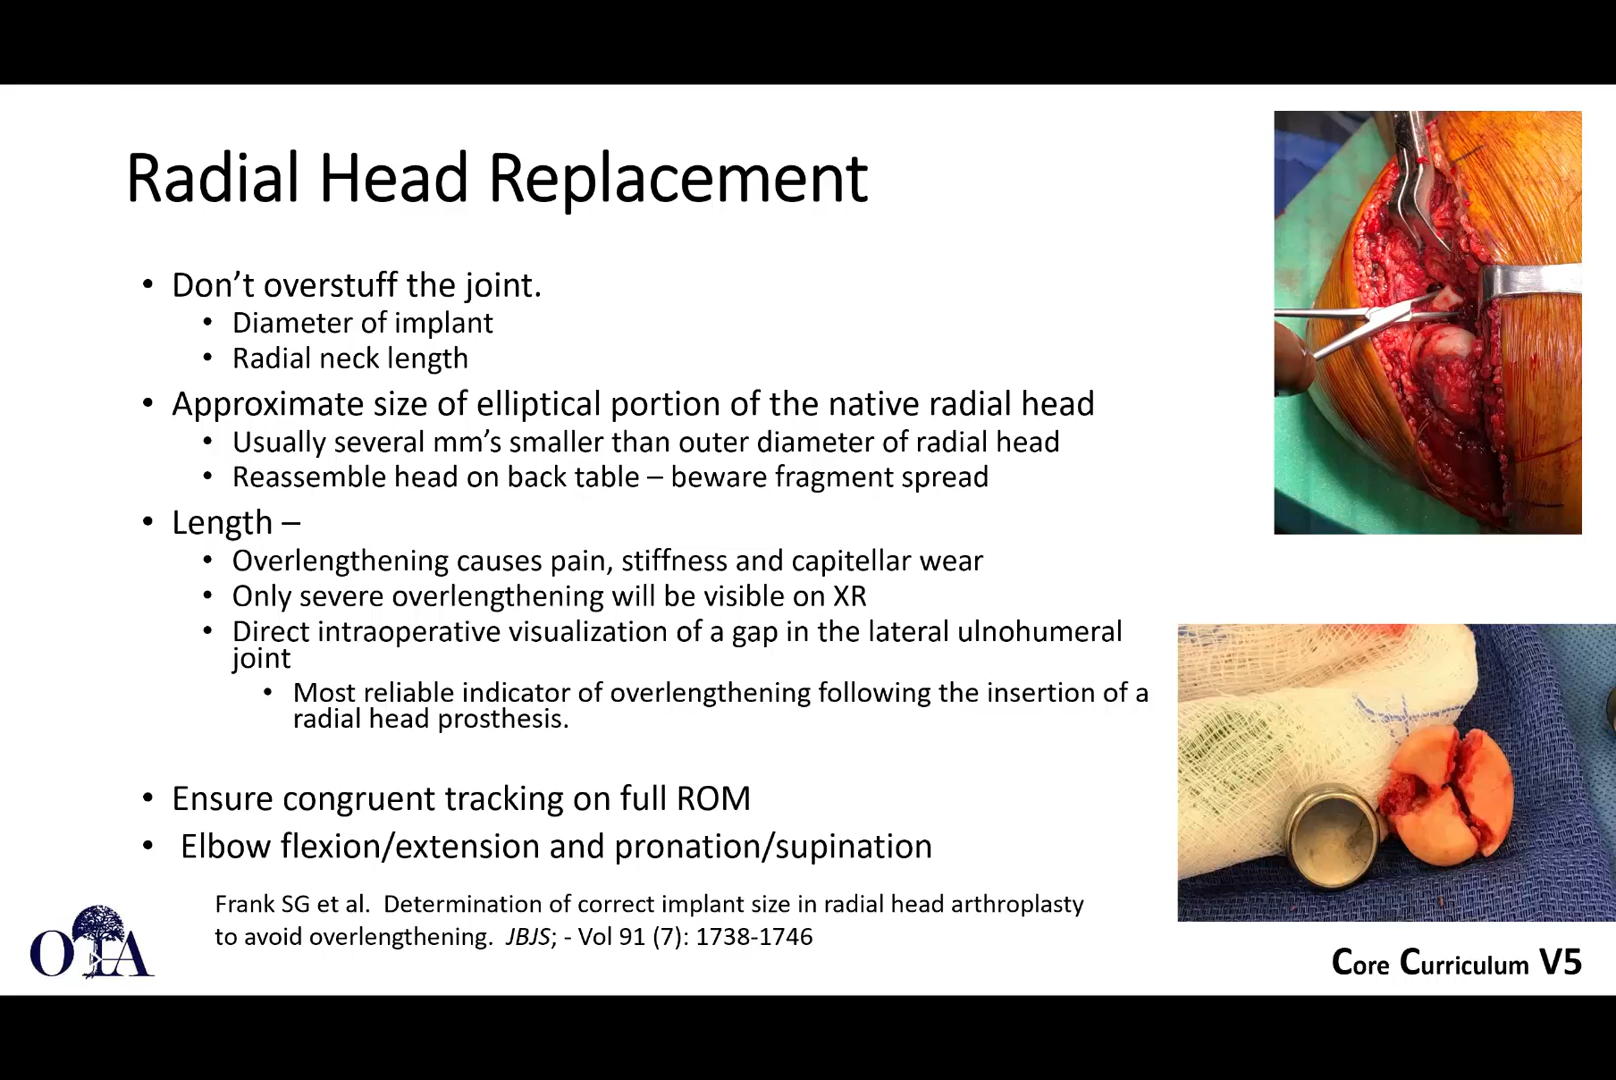 Radial Head Replacement
• Don’t overstuff the joint.
• Diameter of implant
• Radial neck length
• Approximate size of elliptical portion of the native radial head
• Usually several mm’s smaller than outer diameter of radial head
• Reassemble head on back table – beware fragment spread
• Length –
• Overlengthening causes pain, stiffness and capitellar wear
• Only severe overlengthening will be visible on XR
• Direct intraoperative visualization of a gap in the lateral ulnohumeral
joint
• Most reliable indicator of overlengthening following the insertion of a
radial head prosthesis.
• Ensure congruent tracking on full ROM
• Elbow flexion/extension and pronation/supination
Frank SG et al. Determination of correct implant size in radial head arthroplasty
to avoid overlengthening. JBJS; - Vol 91 (7): 1738-1746
OTA
Core Curriculum V5